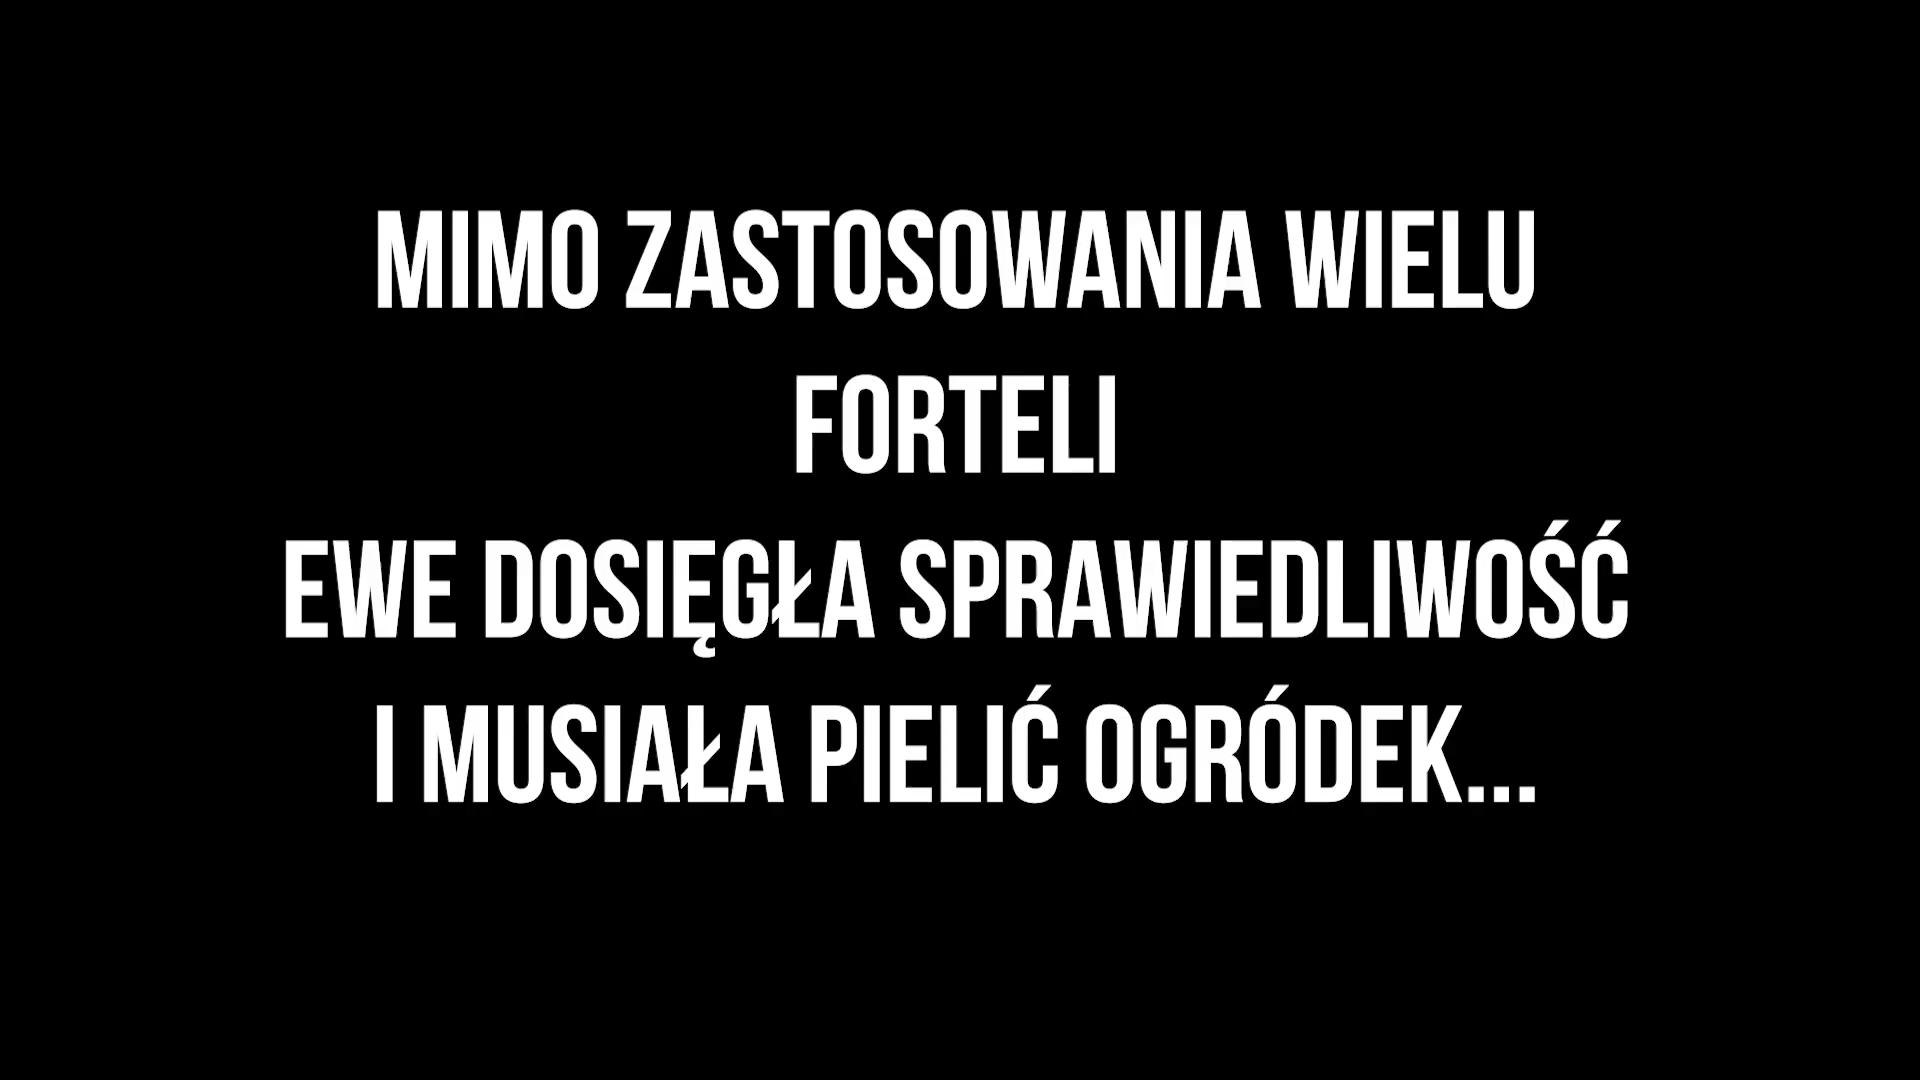 MIMO ZASTOSOWANIA WIELU
FORTELI
EWE DOSIĘGŁA SPRAWIEDLIWOŚĆ
I MUSIAŁA PIELIĆ OGRÓDEK...